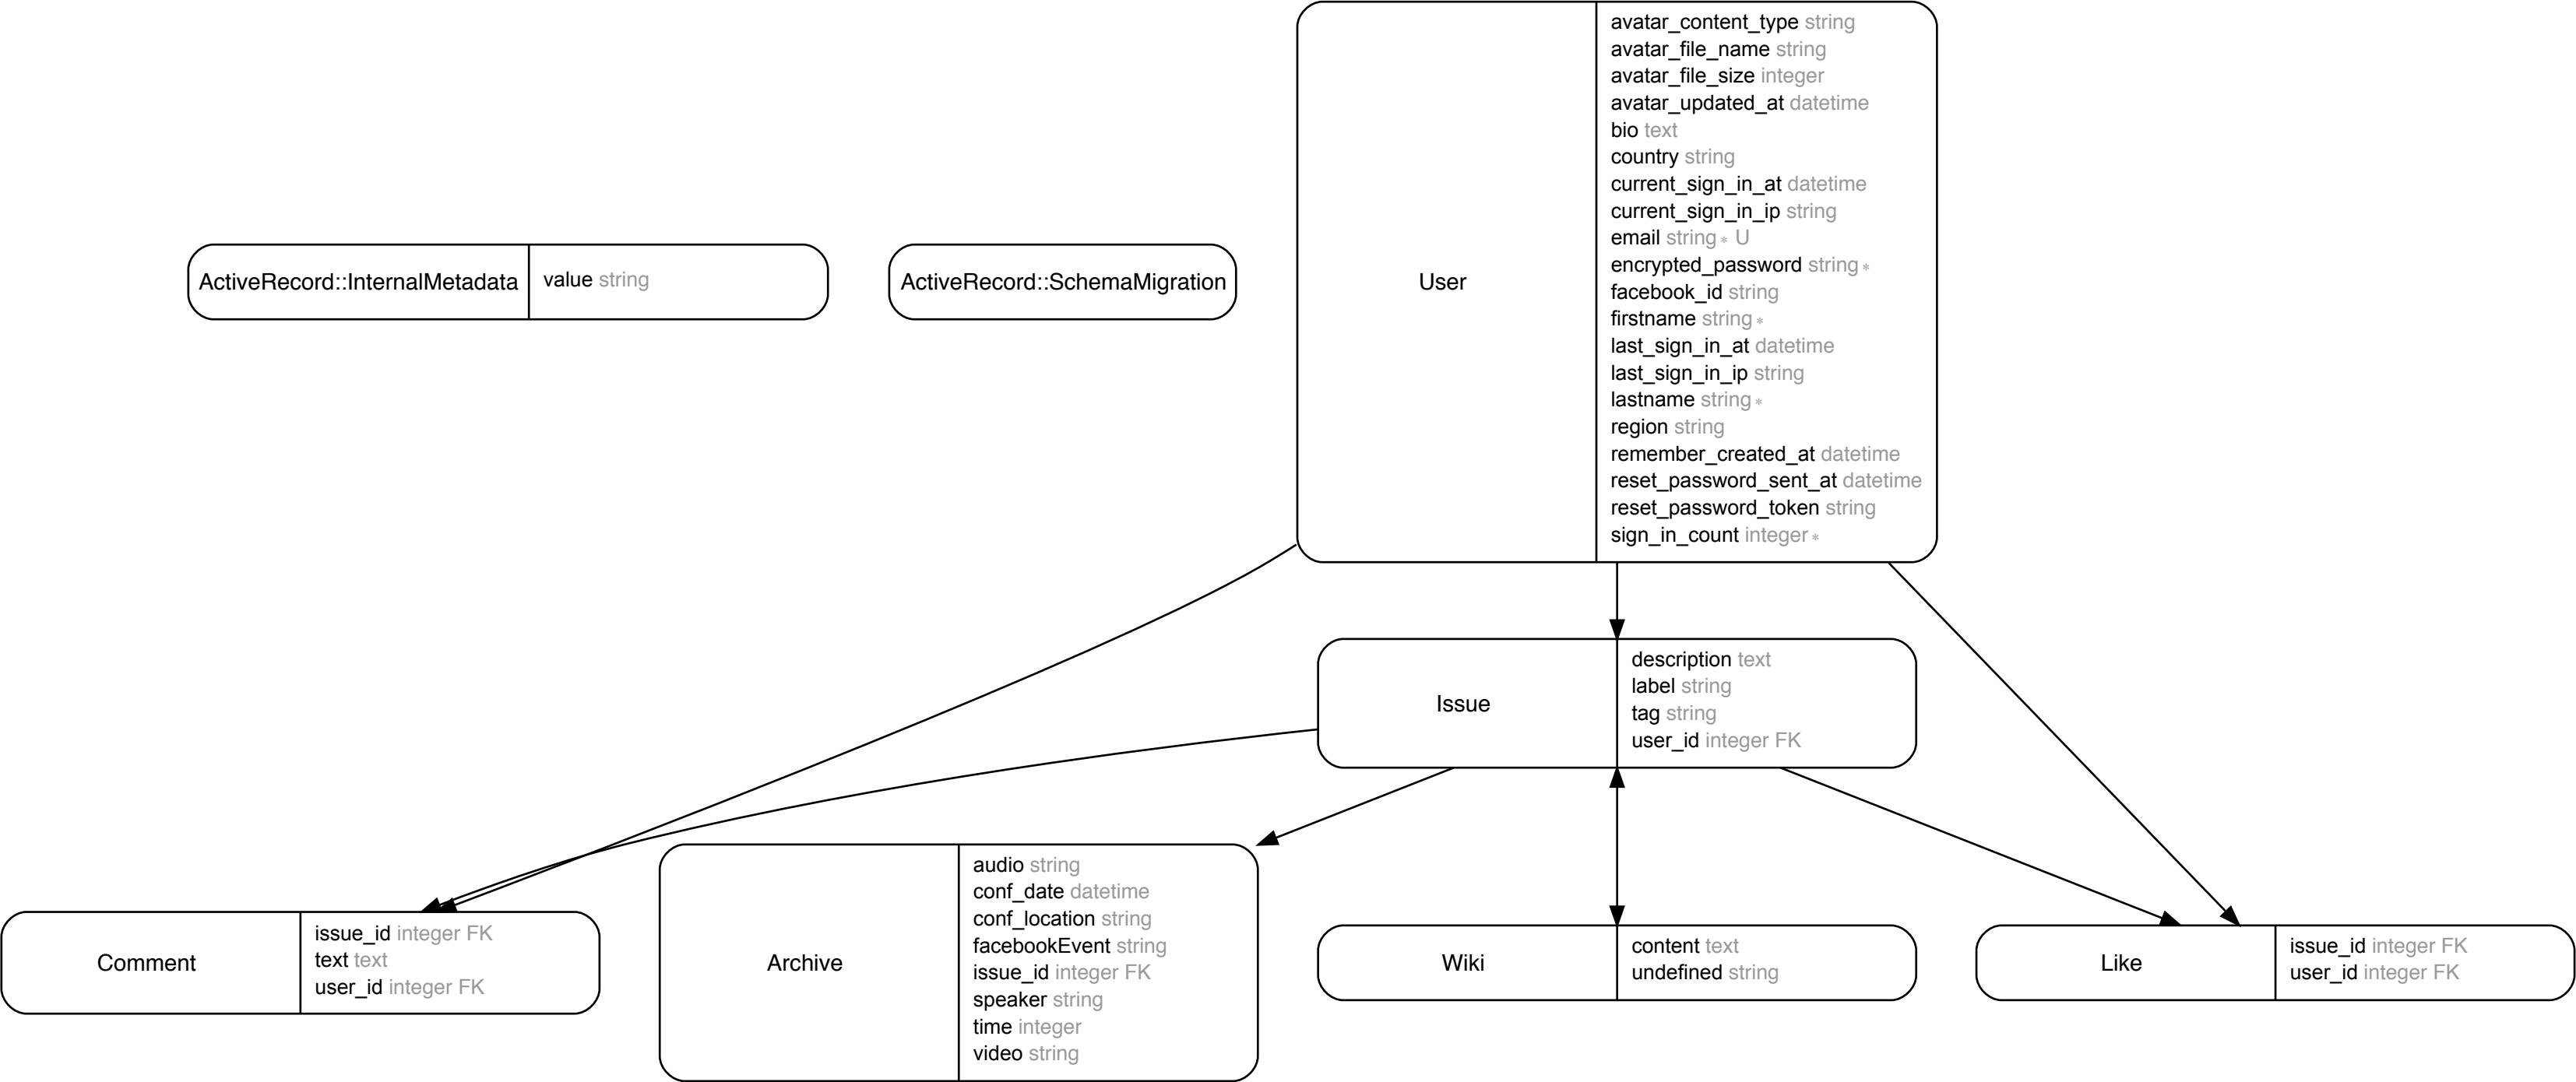 ActiveRecord::InternalMetadata
value string
ActiveRecord::SchemaMigration
User
avatar_content_type string
avatar_file_name string
avatar_file_size integer
avatar_updated_at datetime
bio text
country string
current_sign_in_at datetime
current_sign_in_ip string
email string∗ U
encrypted_password string∗
facebook_id string
firstname string∗
last_sign_in_at datetime
last_sign_in_ip string
lastname string∗
region string
remember_created_at datetime
reset_password_sent_at datetime
reset_password_token string
sign_in_count integer∗
Issue
description text
label string
tag string
user_id integer FK
Comment
issue_id integer FK
text text
user_id integer FK
Archive
audio string
conf_date datetime
conf_location string
facebookEvent string
issue_id integer FK
speaker string
time integer
video string
Wiki
content text
undefined string
Like
issue_id integer FK
user_id integer FK